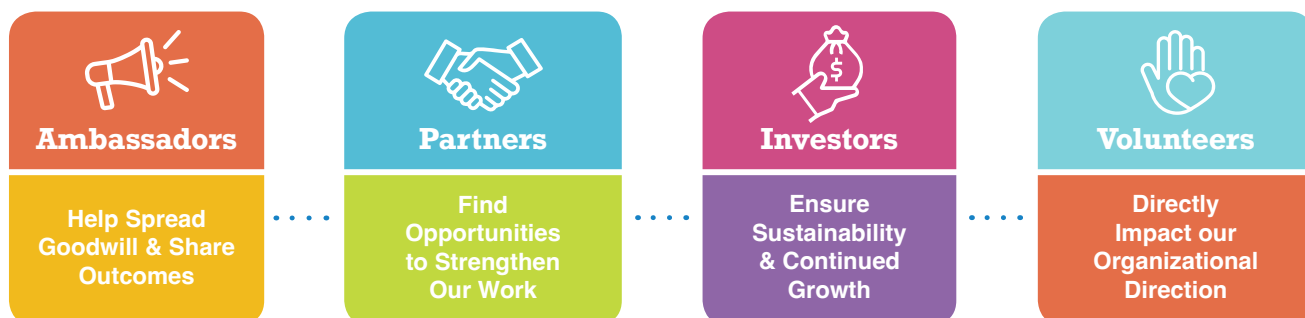 Ambassadors
Help Spread
Goodwill & Share
Outcomes
Partners
Find
Opportunities
to Strengthen
Our Work
$
Investors
Ensure
Sustainability
& Continued
Growth
Volunteers
Directly
Impact our
Organizational
Direction